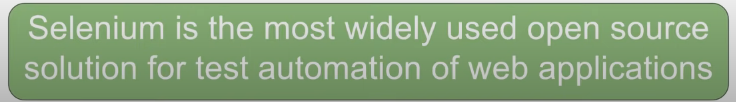 Selenium is the most widely used open source
solution for test automation of web applications